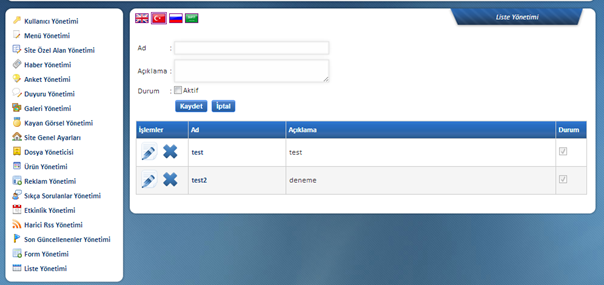 Kullanıcı Yönetimi
Menü Yönetimi
Site Özel Alan Yönetimi
Haber Yönetimi
Anket Yönetimi
Duyuru Yönetimi
Galeri Yönetimi
Kayan Görsel Yönetimi
Site Genel Ayarları
Dosya Yöneticisi
Ürün Yönetimi
Reklam Yönetimi
Sıkça Sorulanlar Yönetimi
Etkinlik Yönetimi
Harici Rss Yönetimi
Son Güncellenenler Yönetimi
Form Yönetimi
Liste Yönetimi
Liste Yönetimi
Ad :
Açıklama :
Durum : Aktif
Kaydet İptal
İşlemler Ad Açıklama Durum
test test
test2 deneme